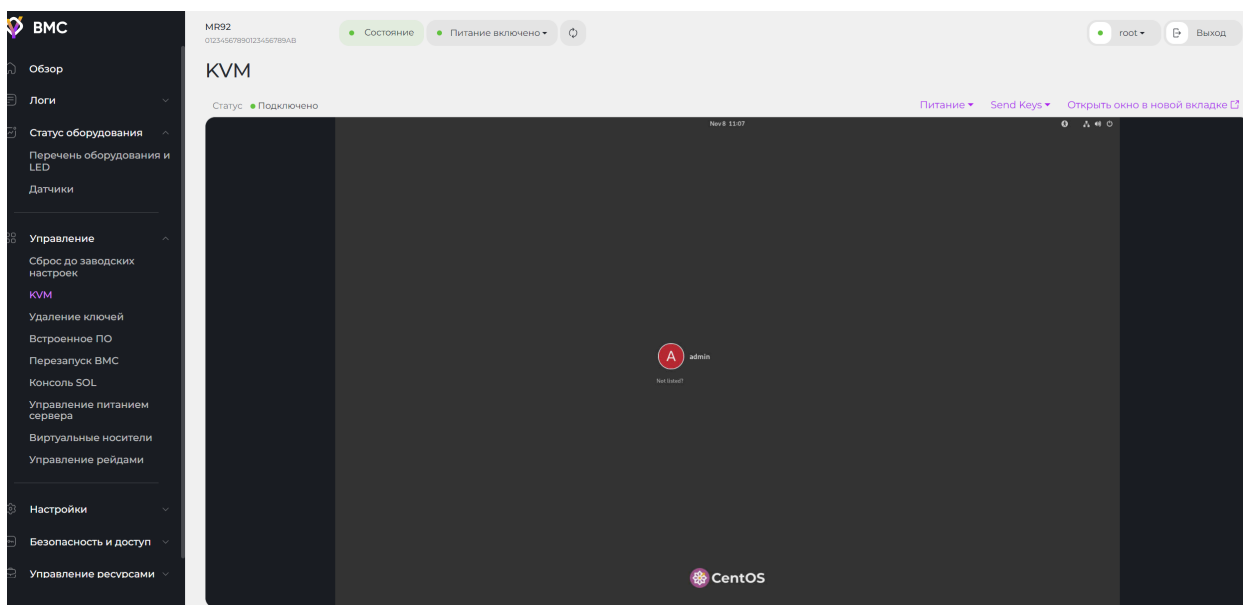 BMC
Обзор
Логи
Статус оборудования
Перечень оборудования и
LED
Датчики
Управление
Сброс до заводских
настроек
KVM
Удаление ключей
Встроенное ПО
Перезапуск BMC
Консоль SOL
Управление питанием
сервера
Виртуальные носители
Управление рейдами
Настройки
Безопасность и доступ
Управление ресурсами
MR92
01234567890123456789AB
Состояние
Питание включено
root
Выход
KVM
Статус Подключено
Питание Send Keys Открыть окно в новой вкладке
Nov 8 11:07
A admin
Not listed?
CentOS